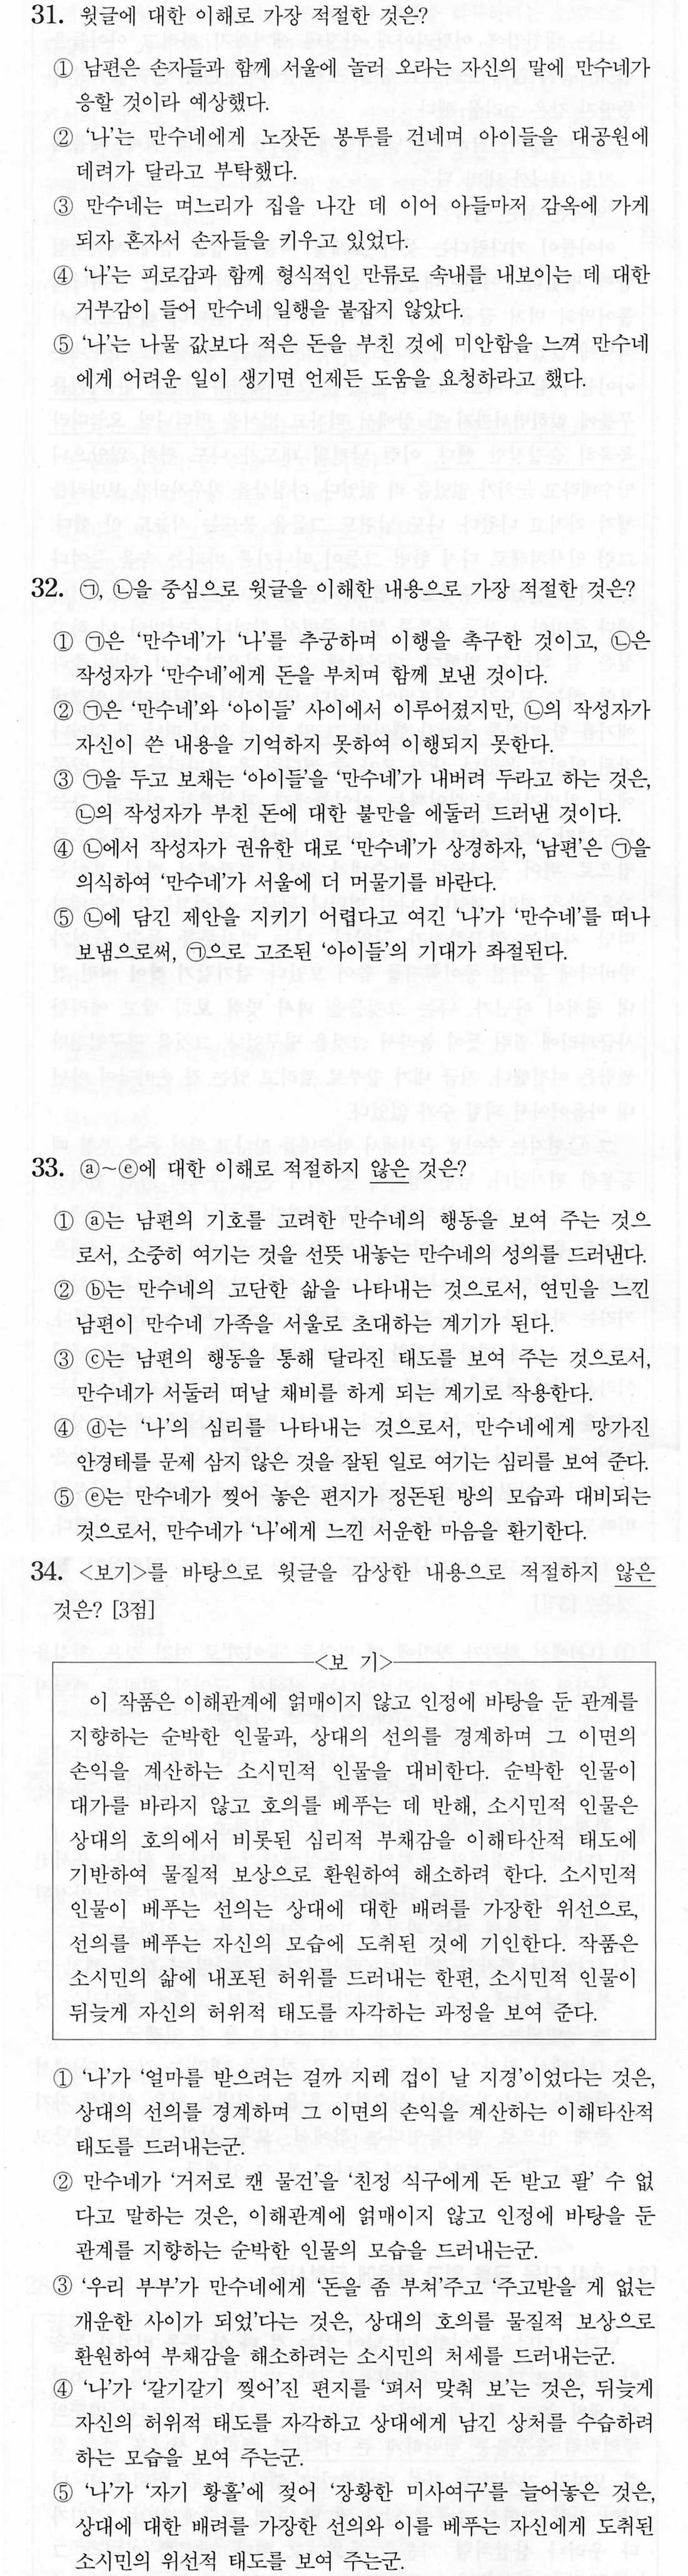 31. 윗글에 대한 이해로 가장 적절한 것은?
① 남편은 손자들과 함께 서울에 놀러 오라는 자신의 말에 만수네가
응할 것이라 예상했다.
② ‘나’는 만수네에게 노잣돈 봉투를 건네며 아이들을 대공원에
데려가 달라고 부탁했다.
③ 만수네는 며느리가 집을 나간 데 이어 아들마저 감옥에 가게
되자 혼자서 손자들을 키우고 있었다.
④ ‘나’는 피로감과 함께 형식적인 만류로 속내를 내보이는 데 대한
거부감이 들어 만수네 일행을 붙잡지 않았다.
⑤ ‘나’는 나물 값보다 적은 돈을 부친 것에 미안함을 느껴 만수네
에게 어려운 일이 생기면 언제든 도움을 요청하라고 했다.
32. ㉠, ㉡을 중심으로 윗글을 이해한 내용으로 가장 적절한 것은?
① ㉠은 ‘만수네’가 ‘나’를 추궁하며 이행을 촉구한 것이고, ㉡은
작성자가 ‘만수네’에게 돈을 부치며 함께 보낸 것이다.
② ㉠은 ‘만수네’와 ‘아이들’ 사이에서 이루어졌지만, ㉡의 작성자가
자신이 쓴 내용을 기억하지 못하여 이행되지 못한다.
③ ㉠을 두고 보채는 ‘아이들’을 ‘만수네’가 내버려 두라고 하는 것은,
㉡의 작성자가 부친 돈에 대한 불만을 에둘러 드러낸 것이다.
④ ㉡에서 작성자가 권유한 대로 ‘만수네’가 상경하자, ‘남편’은 ㉠을
의식하여 ‘만수네’가 서울에 더 머물기를 바란다.
⑤ ㉡에 담긴 제안을 지키기 어렵다고 여긴 ‘나’가 ‘만수네’를 떠나
보냄으로써, ㉠으로 고조된 ‘아이들’의 기대가 좌절된다.
33. ⓐ~ⓔ에 대한 이해로 적절하지 않은 것은?
① ⓐ는 남편의 기호를 고려한 만수네의 행동을 보여 주는 것으
로서, 소중히 여기는 것을 선뜻 내놓는 만수네의 성의를 드러낸다.
② ⓑ는 만수네의 고단한 삶을 나타내는 것으로서, 연민을 느낀
남편이 만수네 가족을 서울로 초대하는 계기가 된다.
③ ⓒ는 남편의 행동을 통해 달라진 태도를 보여 주는 것으로서,
만수네가 서둘러 떠날 채비를 하게 되는 계기로 작용한다.
④ ⓓ는 ‘나’의 심리를 나타내는 것으로서, 만수네에게 망가진
안경테를 문제 삼지 않은 것을 잘된 일로 여기는 심리를 보여 준다.
⑤ ⓔ는 만수네가 찢어 놓은 편지가 정돈된 방의 모습과 대비되는
것으로서, 만수네가 ‘나’에게 느낀 서운한 마음을 환기한다.
34. <보기>를 바탕으로 윗글을 감상한 내용으로 적절하지 않은
것은? [3점]
<보 기>
이 작품은 이해관계에 얽매이지 않고 인정에 바탕을 둔 관계를
지향하는 순박한 인물과, 상대의 선의를 경계하며 그 이면의
손익을 계산하는 소시민적 인물을 대비한다. 순박한 인물이
대가를 바라지 않고 호의를 베푸는 데 반해, 소시민적 인물은
상대의 호의에서 비롯된 심리적 부채감을 이해타산적 태도에
기반하여 물질적 보상으로 환원하여 해소하려 한다. 소시민적
인물이 베푸는 선의는 상대에 대한 배려를 가장한 위선으로,
선의를 베푸는 자신의 모습에 도취된 것에 기인한다. 작품은
소시민의 삶에 내포된 허위를 드러내는 한편, 소시민적 인물이
뒤늦게 자신의 허위적 태도를 자각하는 과정을 보여 준다.
① ‘나’가 ‘얼마를 받으려는 걸까 지레 겁이 날 지경’이었다는 것은,
상대의 선의를 경계하며 그 이면의 손익을 계산하는 이해타산적
태도를 드러내는군.
② 만수네가 ‘거저로 캔 물건’을 ‘친정 식구에게 돈 받고 팔’ 수 없
다고 말하는 것은, 이해관계에 얽매이지 않고 인정에 바탕을 둔
관계를 지향하는 순박한 인물의 모습을 드러내는군.
③ ‘우리 부부’가 만수네에게 ‘돈을 좀 부쳐’주고 ‘주고받을 게 없는
개운한 사이가 되었’다는 것은, 상대의 호의를 물질적 보상으로
환원하여 부채감을 해소하려는 소시민의 처세를 드러내는군.
④ ‘나’가 ‘갈기갈기 찢어’진 편지를 ‘펴서 맞춰 보’는 것은, 뒤늦게
자신의 허위적 태도를 자각하고 상대에게 남긴 상처를 수습하려
하는 모습을 보여 주는군.
⑤ ‘나’가 ‘자기 황홀’에 젖어 ‘장황한 미사여구’를 늘어놓은 것은,
상대에 대한 배려를 가장한 선의와 이를 베푸는 자신에게 도취된
소시민의 위선적 태도를 보여 주는군.